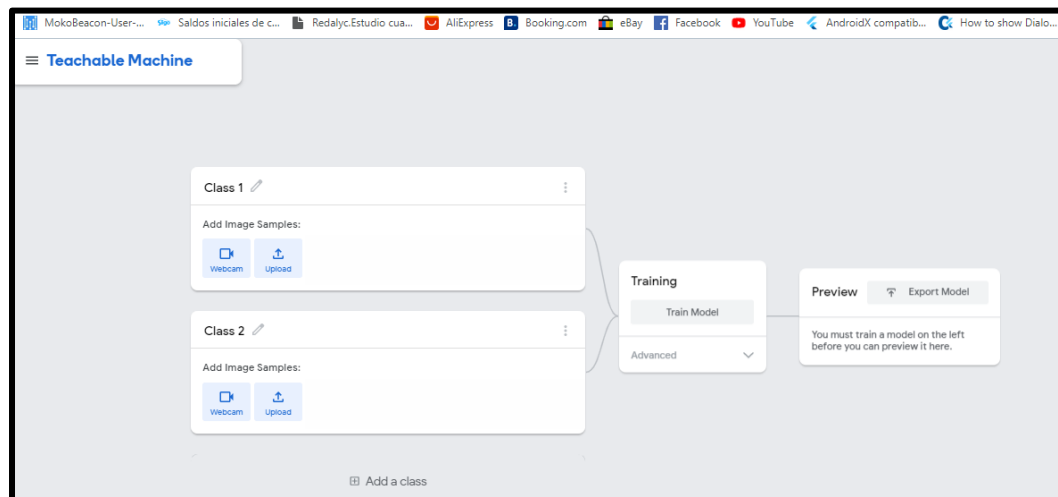 MokoBeacon-User-... Saldos iniciales de c... Redalyc.Estudio cua... AliExpress B. Booking.com eBay Facebook YouTube AndroidX compatib... How to show Dialo...
Teachable Machine
Class 1
Add Image Samples:
Webcam Upload
Class 2
Add Image Samples:
Webcam Upload
Add a class
Training
Train Model
Advanced
Preview Export Model
You must train a model on the left
before you can preview it here.